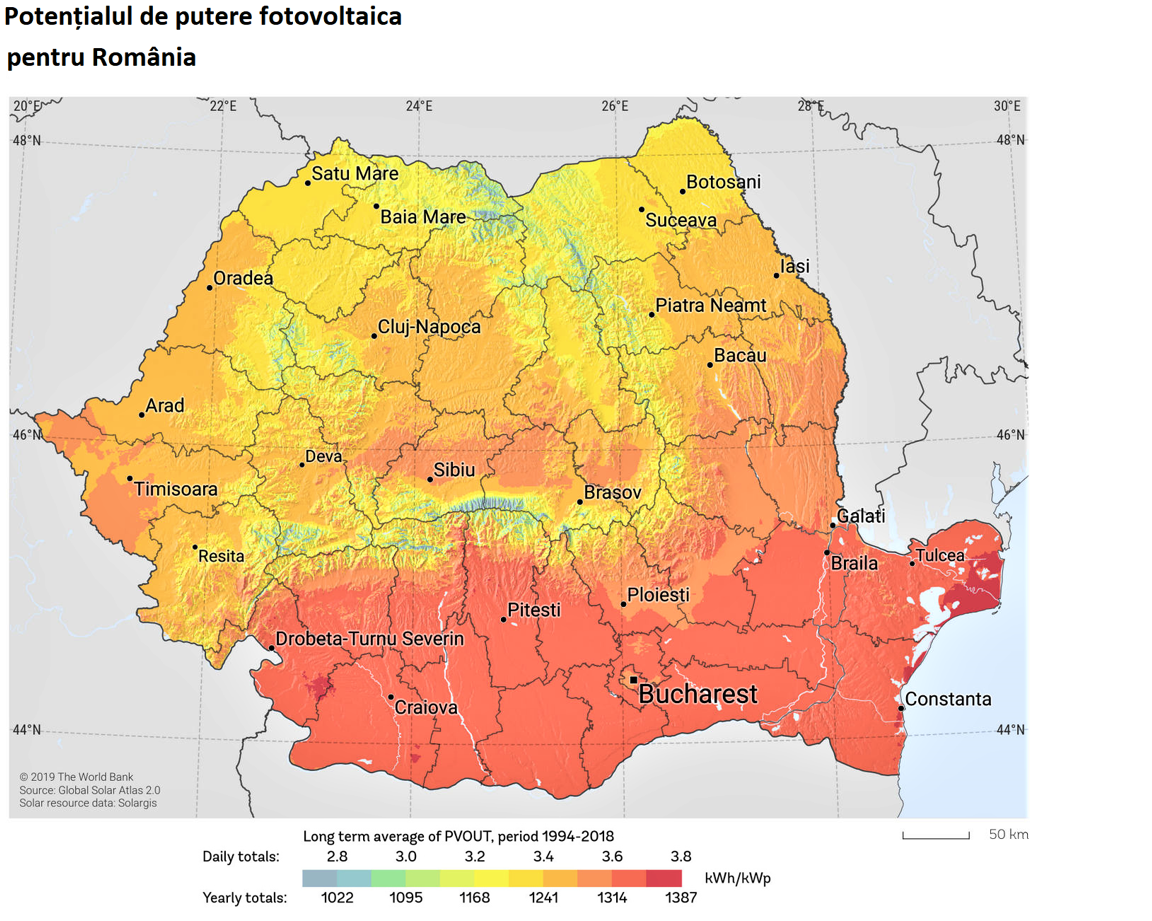 Potențialul de putere fotovoltaica
pentru România
20°E 22°E 24°E 26°E 28°E 30°E
48°N 48°N
Satu Mare
Botosani
Baia Mare
Suceava
Iasi
Oradea
Piatra Neamt
Cluj-Napoca
Bacau
Arad
46°N 46°N
Deva
Sibiu
Timisoara
Brasov
Galati
Resita
Braila
Tulcea
Ploiesti
Pitesti
Drobeta-Turnu Severin
Bucharest
Constanta
Craiova
44°N 44°N
© 2019 The World Bank
Source: Global Solar Atlas 2.0
Solar resource data: Solargis
50 km
Long term average of PVOUT, period 1994-2018
Daily totals: 2.8 3.0 3.2 3.4 3.6 3.8
kWh/kWp
Yearly totals: 1022 1095 1168 1241 1314 1387